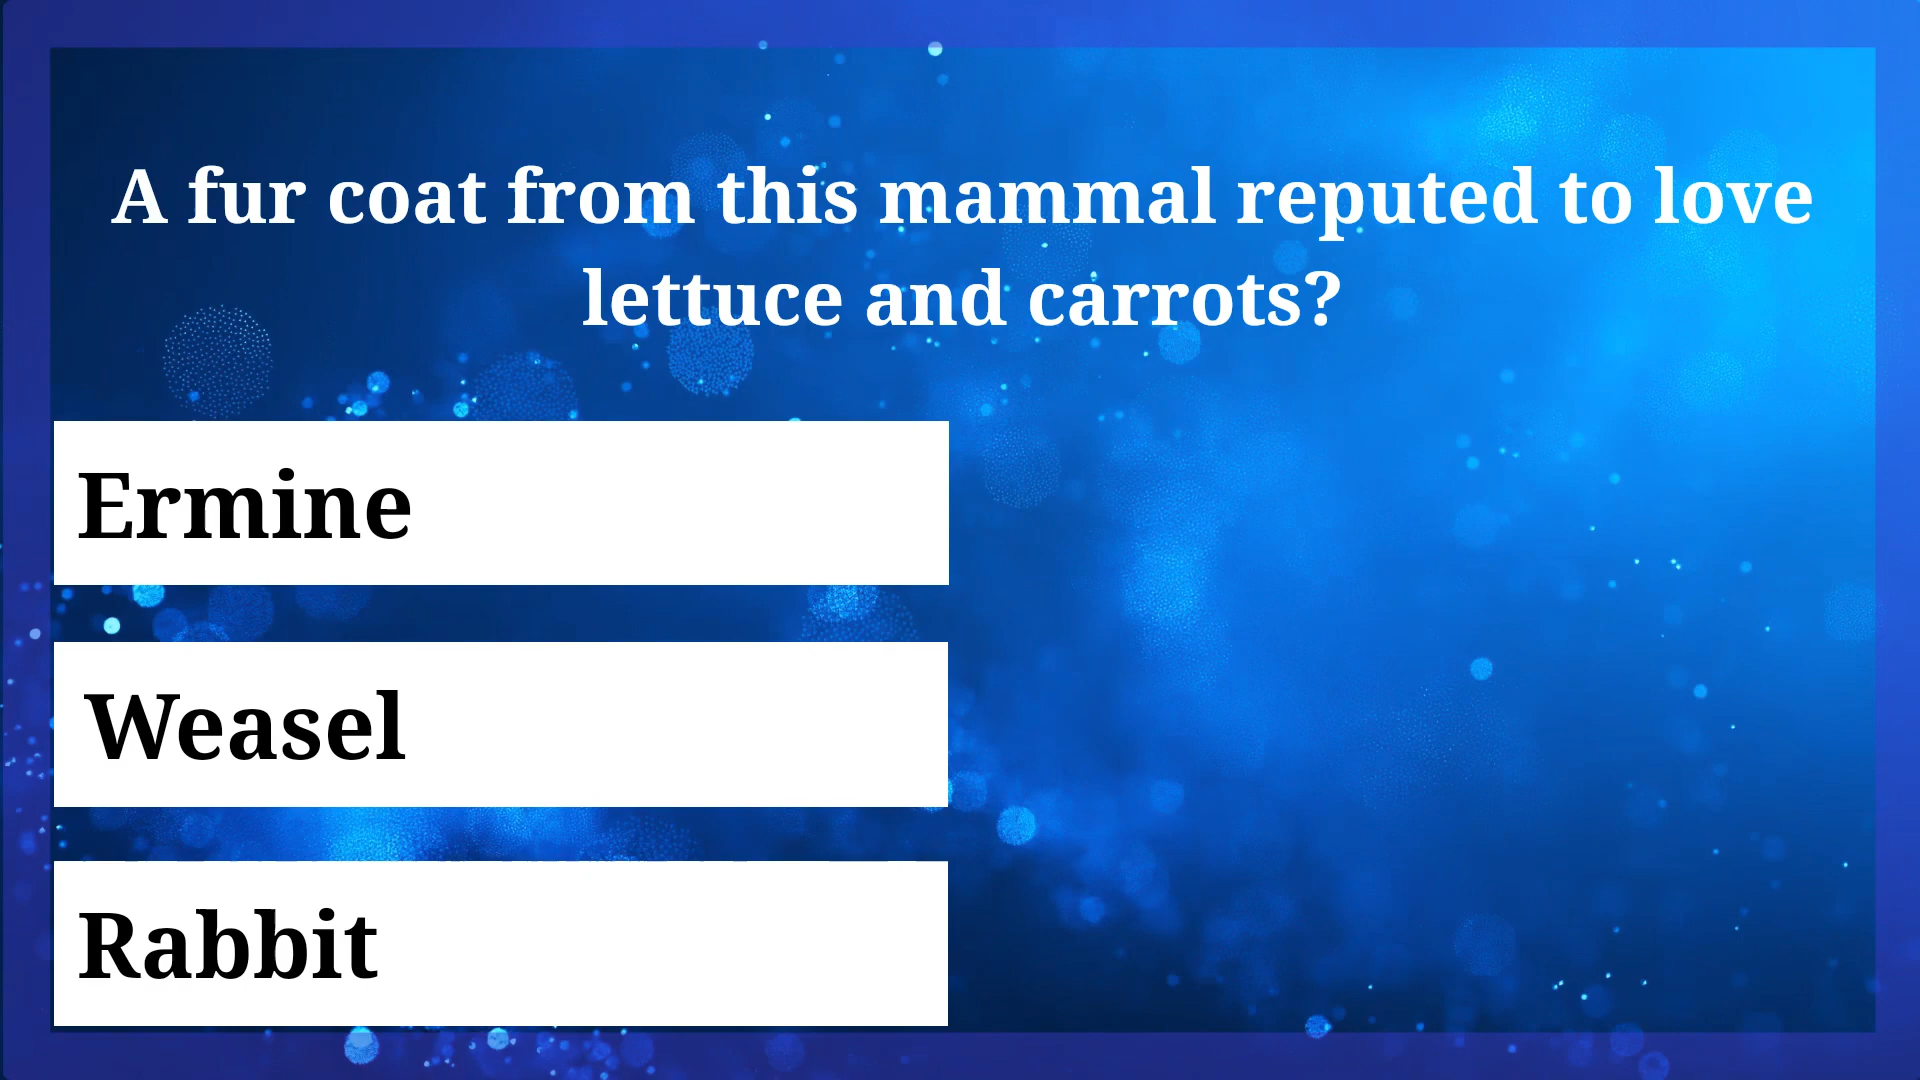 A fur coat from this mammal reputed to love
lettuce and carrots?
Ermine
Weasel
Rabbit